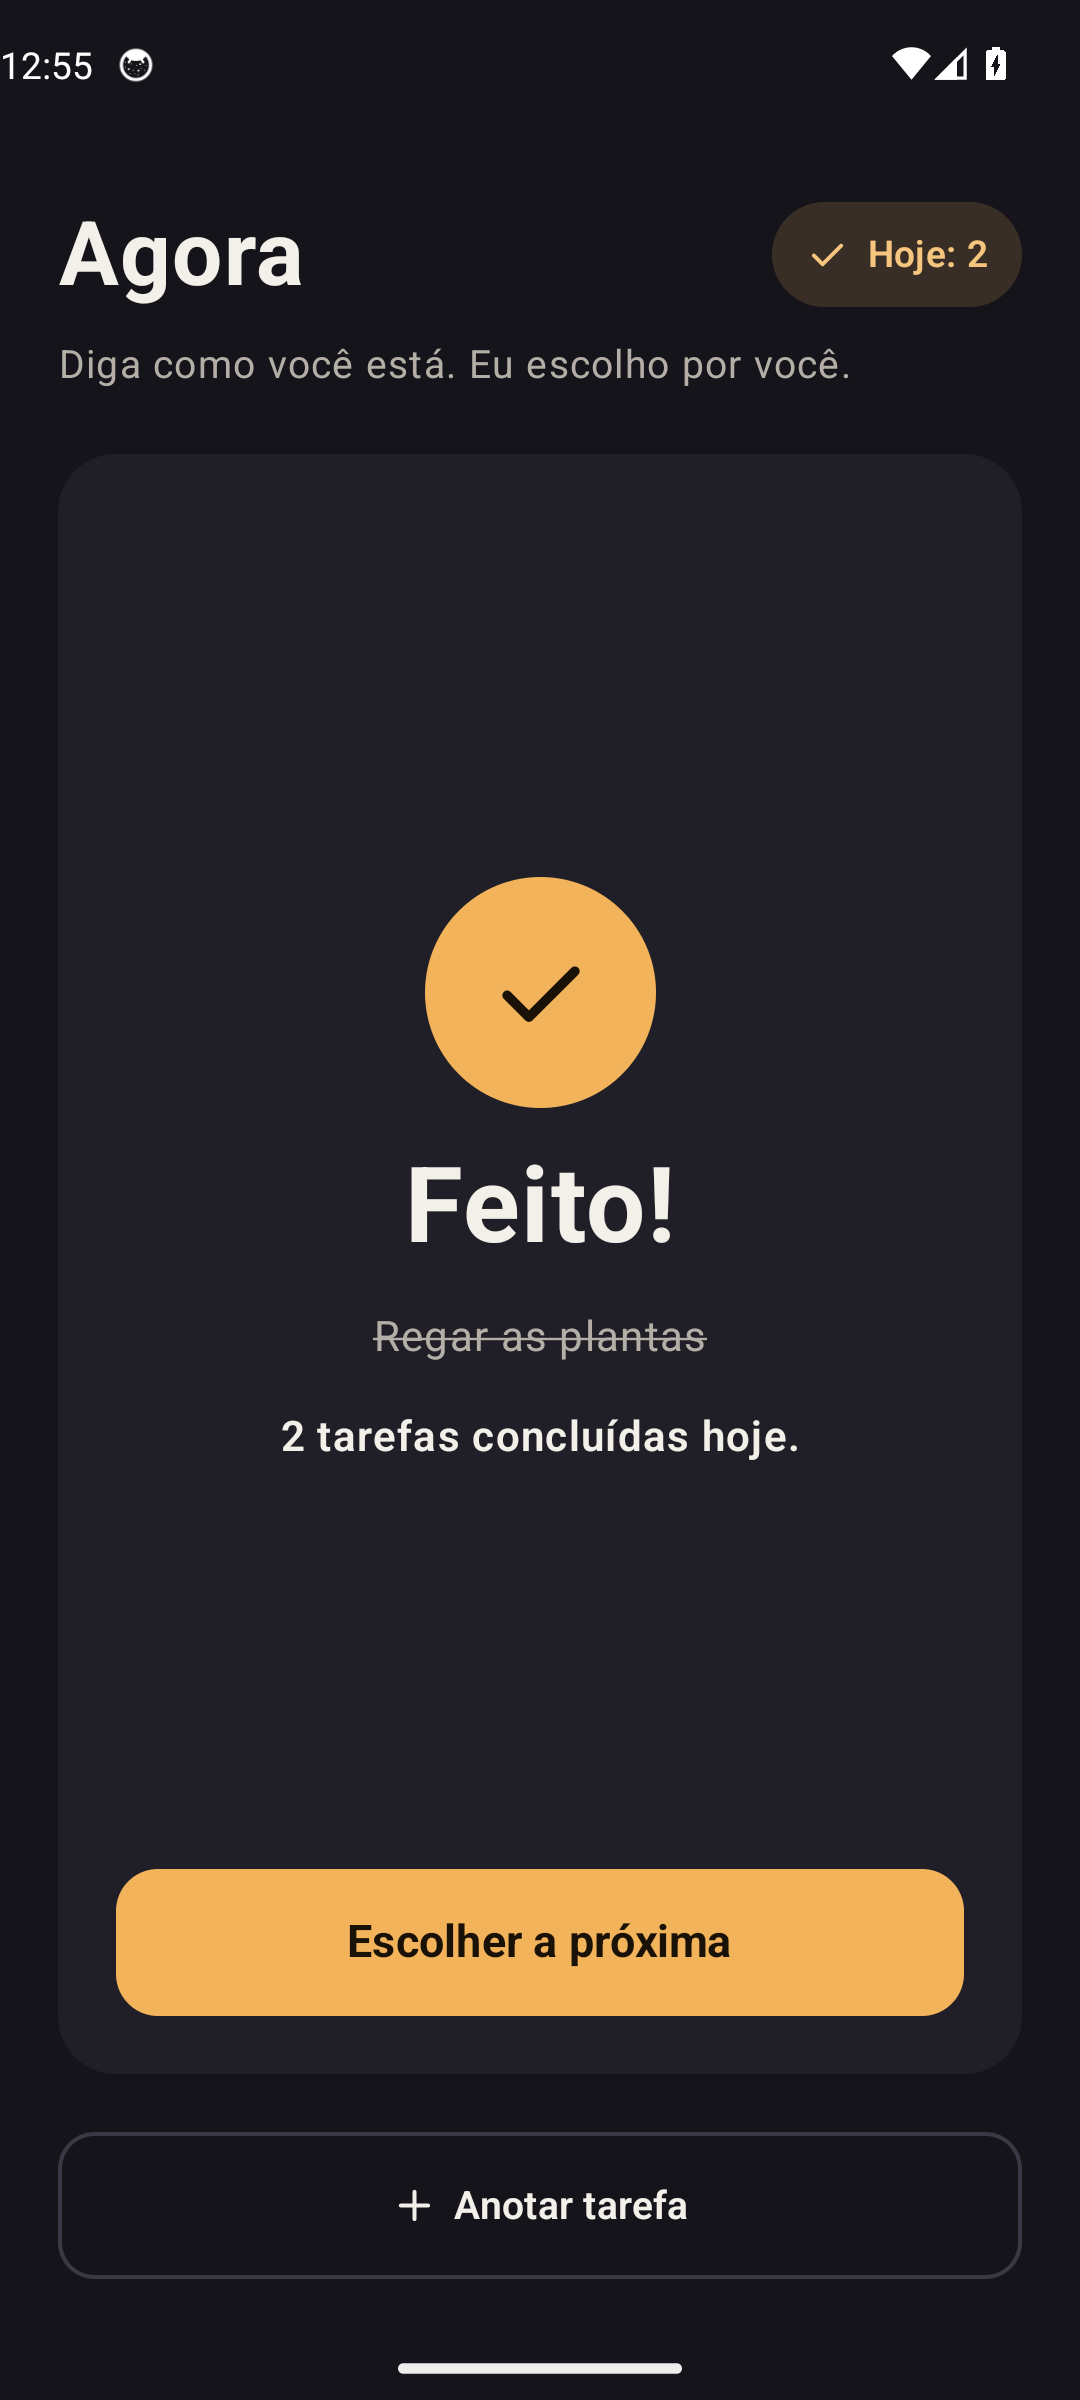 12:55
Agora
Hoje: 2
Diga como você está. Eu escolho por você.
Feito!
Regar as plantas
2 tarefas concluídas hoje.
Escolher a próxima
Anotar tarefa